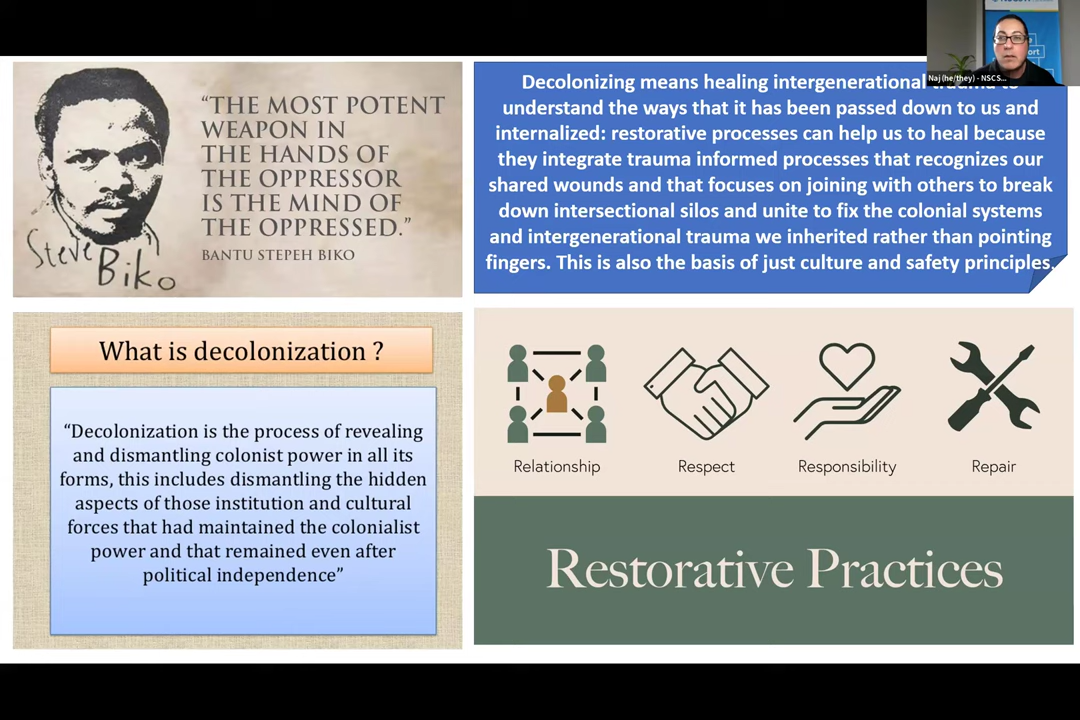 “THE MOST POTENT
WEAPON IN
THE HANDS OF
THE OPPRESSOR
IS THE MIND OF
THE OPPRESSED.”
BANTU STEPEH BIKO
Steve
Biko
Decolonizing means healing intergenerational to
understand the ways that it has been passed down to us and
internalized: restorative processes can help us to heal because
they integrate trauma informed processes that recognizes our
shared wounds and that focuses on joining with others to break
down intersectional silos and unite to fix the colonial systems
and intergenerational trauma we inherited rather than pointing
fingers. This is also the basis of just culture and safety principles.
Naj (he/they) - NSCS...
What is decolonization ?
“Decolonization is the process of revealing
and dismantling colonist power in all its
forms, this includes dismantling the hidden
aspects of those institution and cultural
forces that had maintained the colonialist
power and that remained even after
political independence”
Relationship
Respect
Responsibility
Repair
Restorative Practices